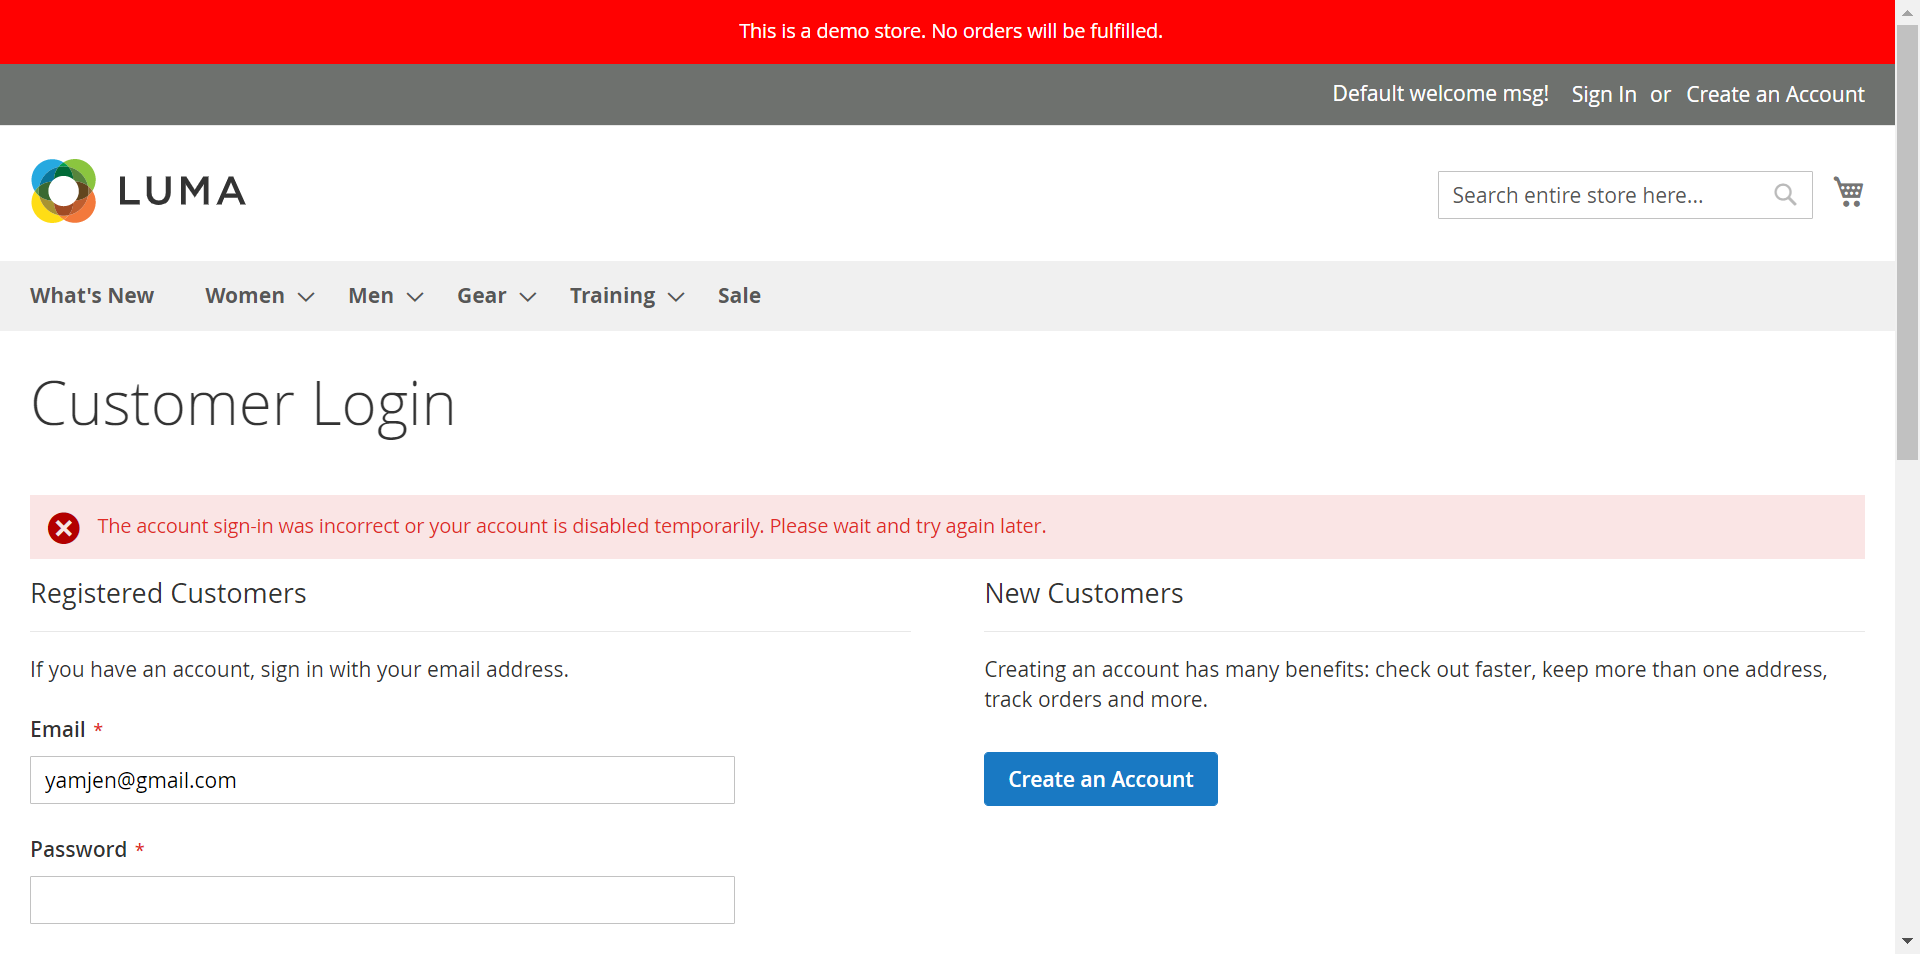 This is a demo store. No orders will be fulfilled.
Default welcome msg! Sign In or Create an Account
LUMA
Search entire store here...
What's New Women Men Gear Training Sale
Customer Login
The account sign-in was incorrect or your account is disabled temporarily. Please wait and try again later.
Registered Customers
If you have an account, sign in with your email address.
Email *
yamjen@gmail.com
Password *
New Customers
Creating an account has many benefits: check out faster, keep more than one address,
track orders and more.
Create an Account